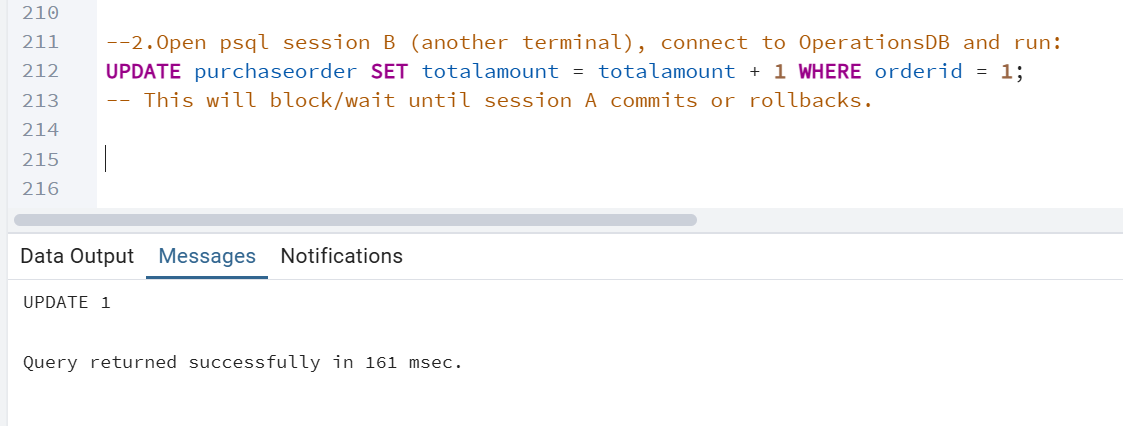 210
211 --2.Open psql session B (another terminal), connect to OperationsDB and run:
212 UPDATE purchaseorder SET totalamount = totalamount + 1 WHERE orderid = 1;
213 -- This will block/wait until session A commits or rollbacks.
214
215
216
Data Output Messages Notifications
UPDATE 1
Query returned successfully in 161 msec.